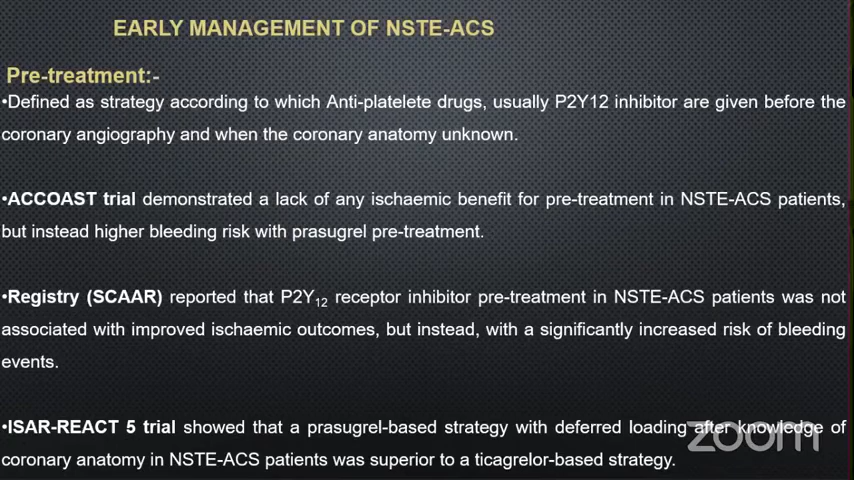 EARLY MANAGEMENT OF NSTE-ACS
Pre-treatment:-
•Defined as strategy according to which Anti-platelete drugs, usually P2Y12 inhibitor are given before the
coronary angiography and when the coronary anatomy unknown.
•ACCOAST trial demonstrated a lack of any ischaemic benefit for pre-treatment in NSTE-ACS patients,
but instead higher bleeding risk with prasugrel pre-treatment.
•Registry (SCAAR) reported that P2Y12 receptor inhibitor pre-treatment in NSTE-ACS patients was not
associated with improved ischaemic outcomes, but instead, with a significantly increased risk of bleeding
events.
•ISAR-REACT 5 trial showed that a prasugrel-based strategy with deferred loading after knowledge of
coronary anatomy in NSTE-ACS patients was superior to a ticagrelor-based strategy.
zoom